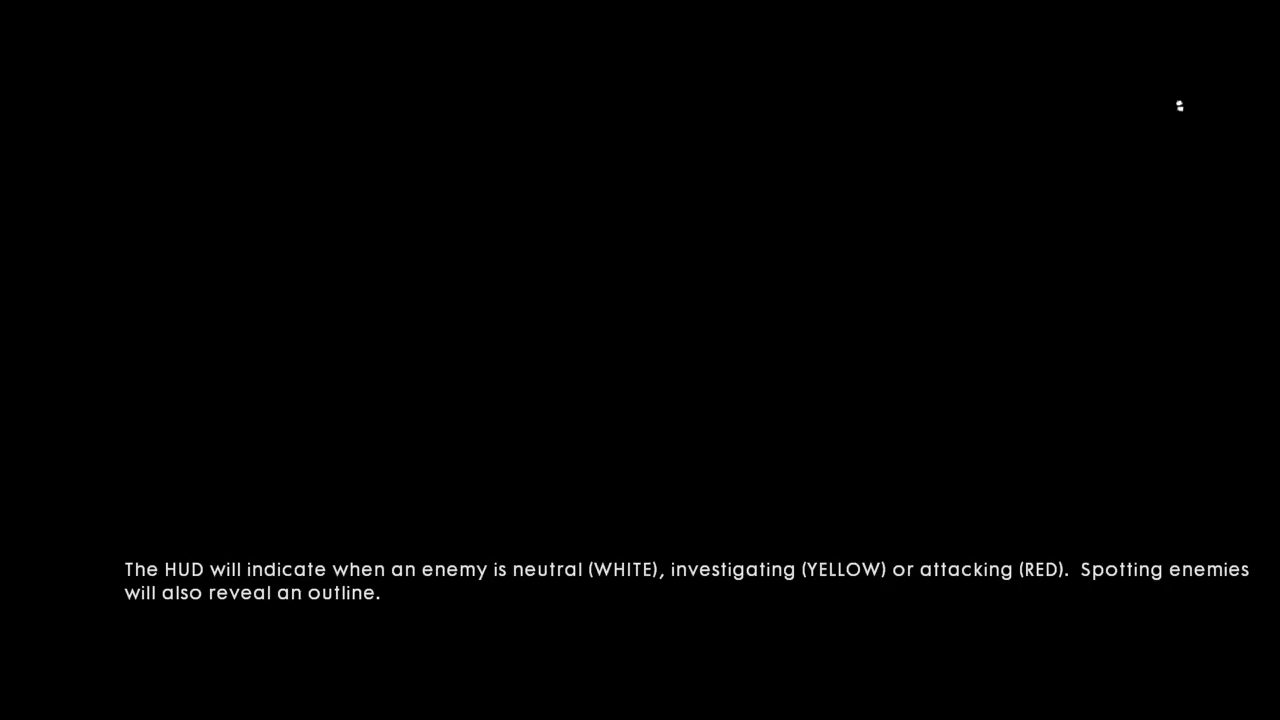 The HUD will indicate when an enemy is neutral (WHITE), investigating (YELLOW) or attacking (RED).  Spotting enemies
will also reveal an outline.